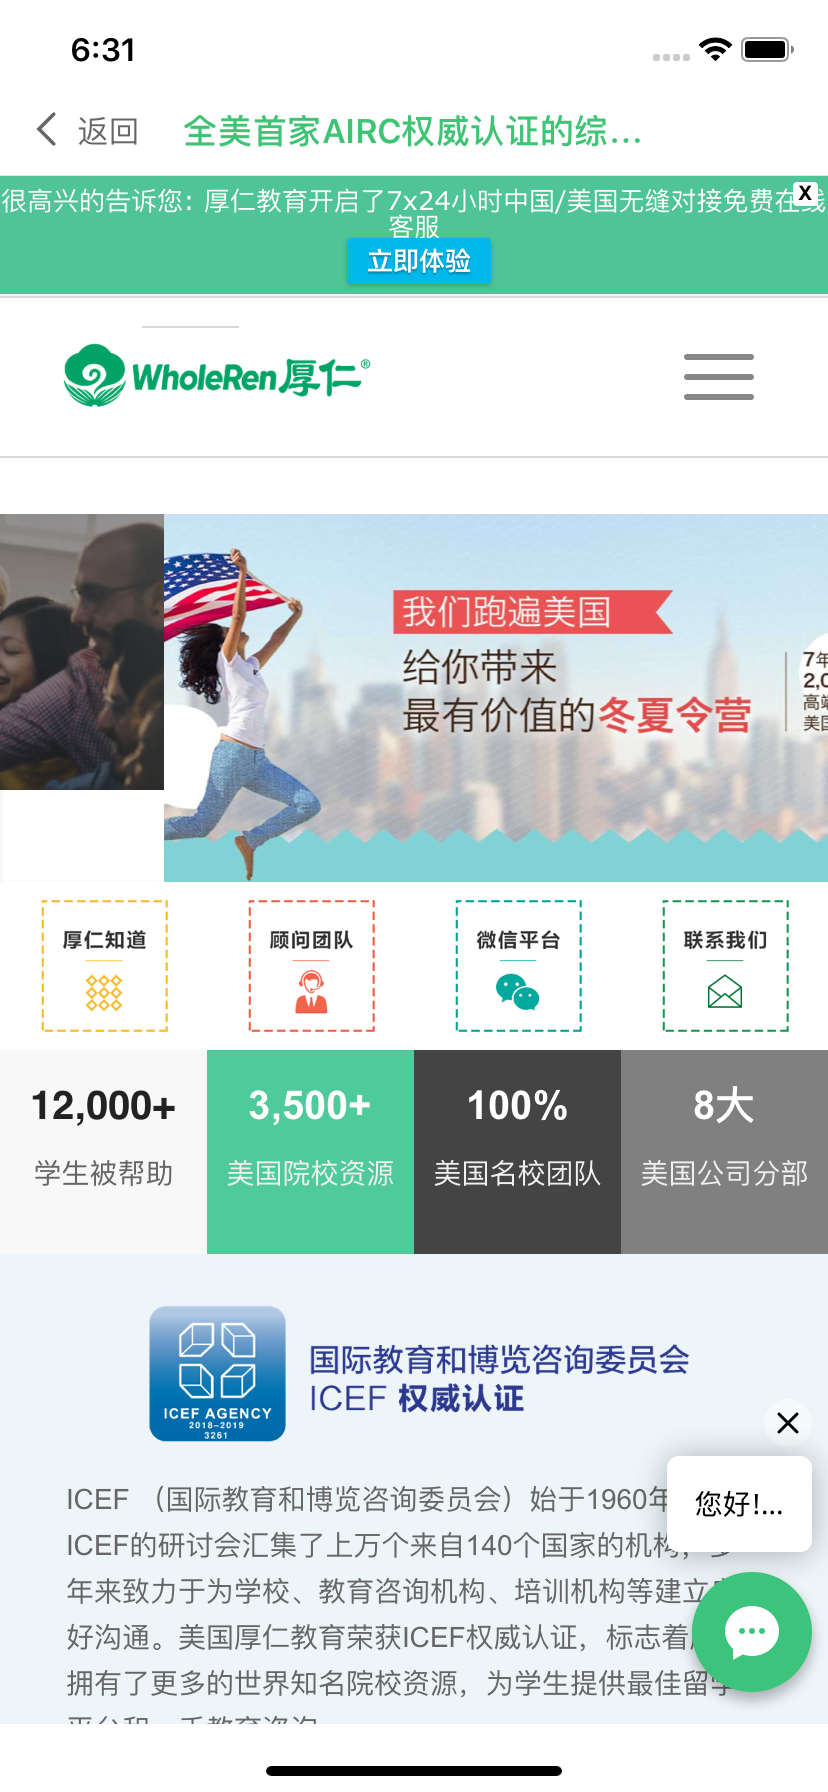 6:31
返回
全美首家AIRC权威认证的综...
很高兴的告诉您：厚仁教育开启了7x24小时中国/美国无缝对接免费在线
X
客服
立即体验
WholeRen厚仁®
我们跑遍美国
给你带来
最有价值的冬夏令营
7年
2,0
高端
美国
厚仁知道
顾问团队
微信平台
联系我们
12,000+
学生被帮助
3,500+
美国院校资源
100%
美国名校团队
8大
美国公司分部
ICEF AGENCY
2018-2019
3261
国际教育和博览咨询委员会
ICEF 权威认证
ICEF （国际教育和博览咨询委员会）始于1960年
您好!...
ICEF的研讨会汇集了上万个来自140个国家的机构，多
年来致力于为学校、教育咨询机构、培训机构等建立
好沟通。美国厚仁教育荣获ICEF权威认证，标志着
拥有了更多的世界知名院校资源，为学生提供最佳留学